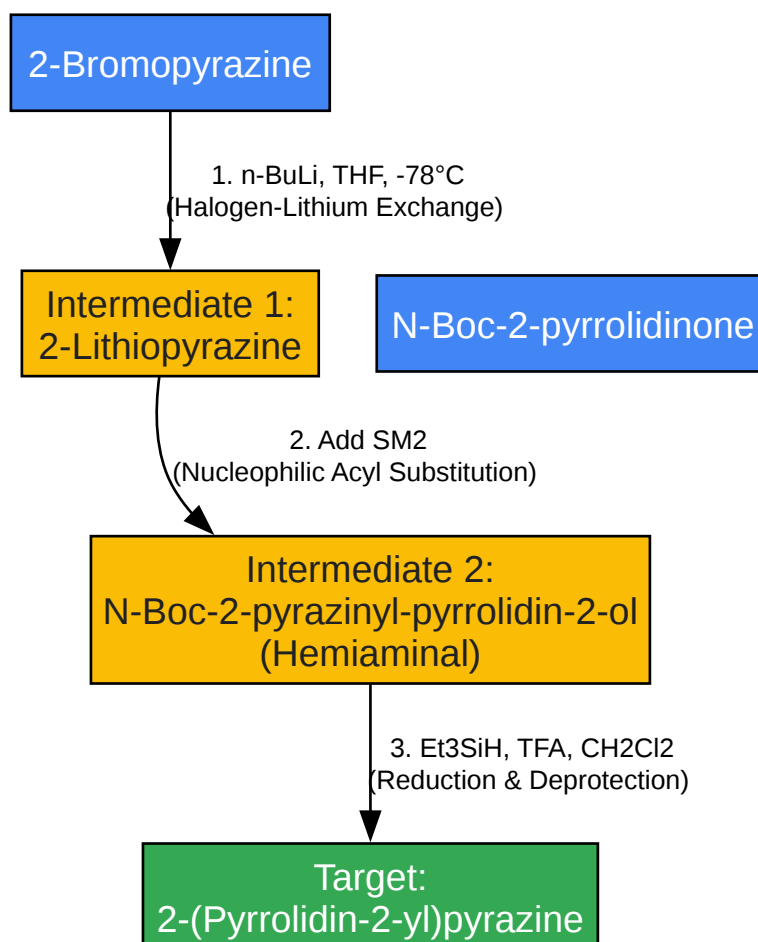 2-Bromopyrazine
1. n-BuLi, THF, -78°C
(Halogen-Lithium Exchange)
Intermediate 1:
2-Lithiopyrazine
N-Boc-2-pyrrolidinone
2. Add SM2
(Nucleophilic Acyl Substitution)
Intermediate 2:
N-Boc-2-pyrazinyl-pyrrolidin-2-ol
(Hemiaminal)
3. Et3SiH, TFA, CH2Cl2
(Reduction & Deprotection)
Target:
2-(Pyrrolidin-2-yl)pyrazine